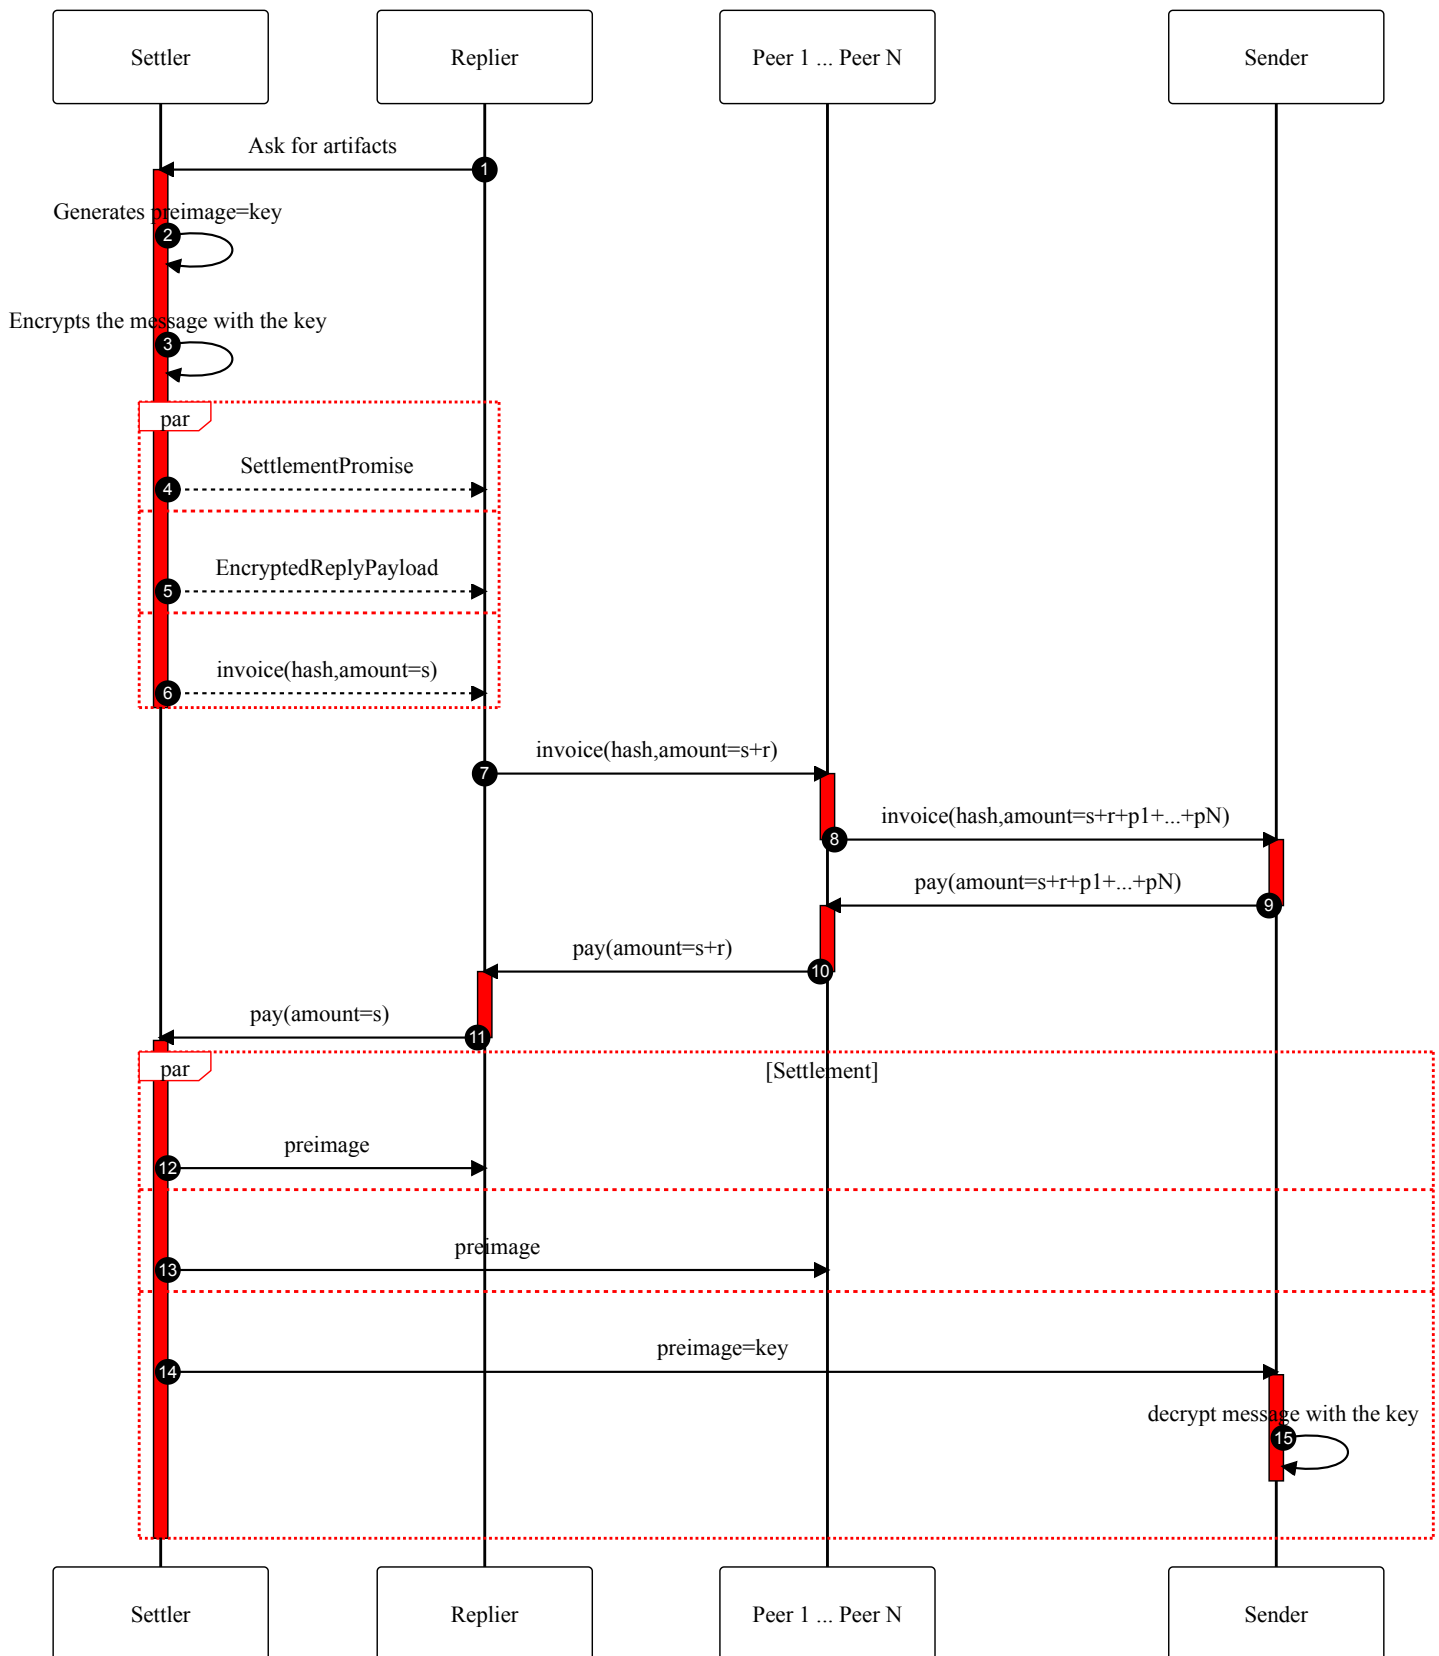 Settler
Replier
Peer 1 ... Peer N
Sender
Ask for artifacts
1
Generates preimage=key
2
Encrypts the message with the key
3
par
SettlementPromise
4
EncryptedReplyPayload
5
invoice(hash,amount=s)
6
invoice(hash,amount=s+r)
7
invoice(hash,amount=s+r+p1+...+pN)
8
pay(amount=s+r+p1+...+pN)
9
pay(amount=s+r)
10
pay(amount=s)
11
par
[Settlement]
preimage
12
preimage
13
preimage=key
14
decrypt message with the key
15
Settler
Replier
Peer 1 ... Peer N
Sender